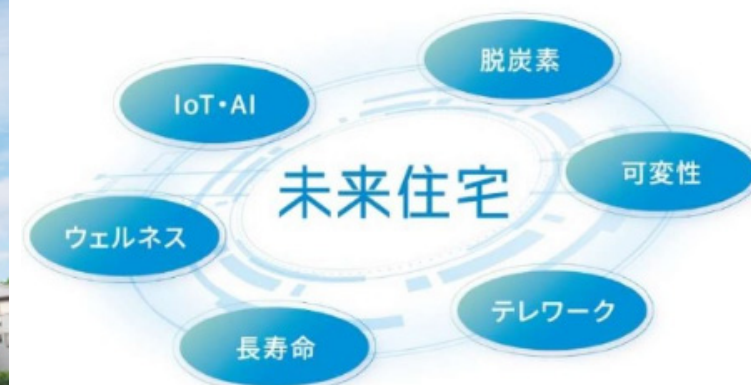 脱炭素
IoT・AI
可変性
未来住宅
ウェルネス
テレワーク
長寿命